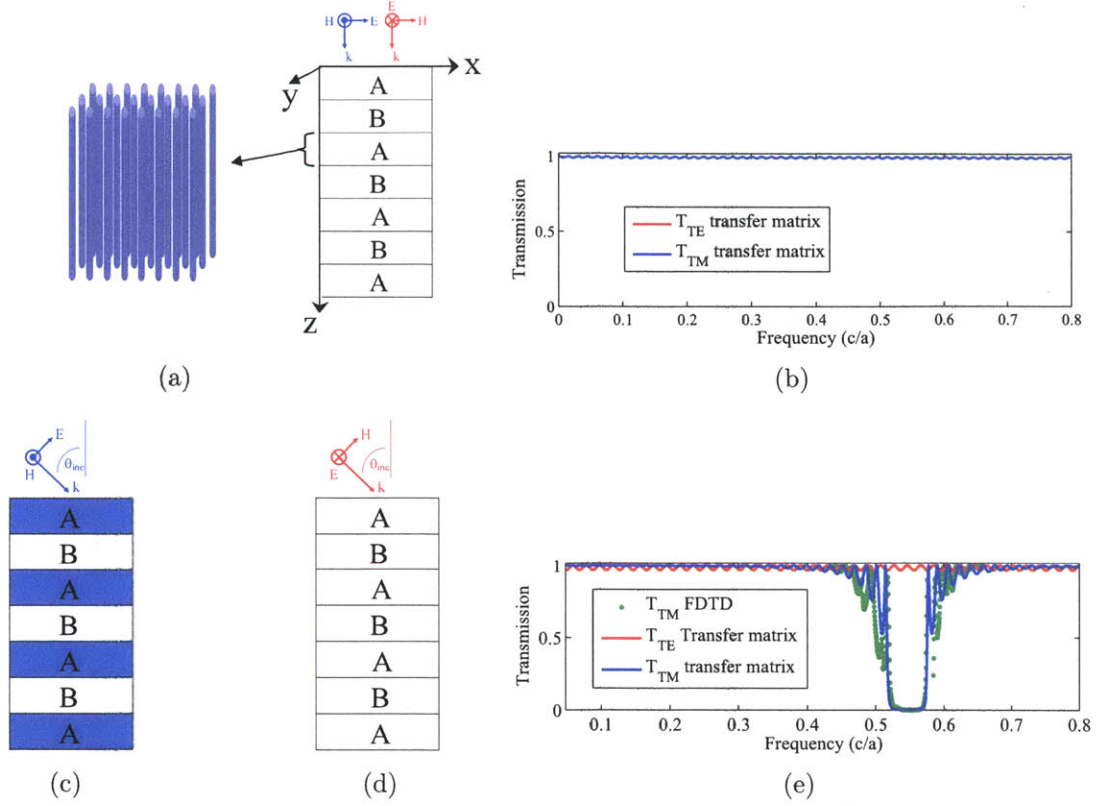 E
H E H
k k
x
y
A
B
A
B
A
B
A
z
(a)
Transmission
1
0.5
0
T_TE transfer matrix
T_TM transfer matrix
0 0.1 0.2 0.3 0.4 0.5 0.6 0.7 0.8
Frequency (c/a)
(b)
E
θinc
H
k
A
B
A
B
A
B
A
(c)
H
θinc
E
k
A
B
A
B
A
B
A
(d)
Transmission
1
0.5
0
T_TM FDTD
T_TE Transfer matrix
T_TM transfer matrix
0.1 0.2 0.3 0.4 0.5 0.6 0.7 0.8
Frequency (c/a)
(e)